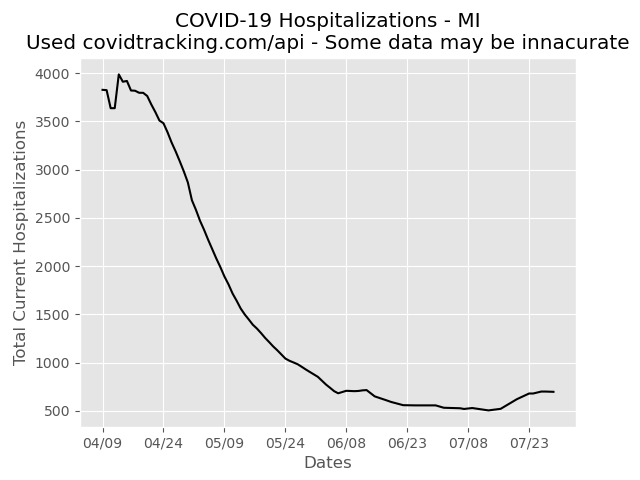 COVID-19 Hospitalizations - MI
Used covidtracking.com/api - Some data may be innacurate
Total Current Hospitalizations
4000
3500
3000
2500
2000
1500
1000
500
04/09 04/24 05/09 05/24 06/08 06/23 07/08 07/23
Dates